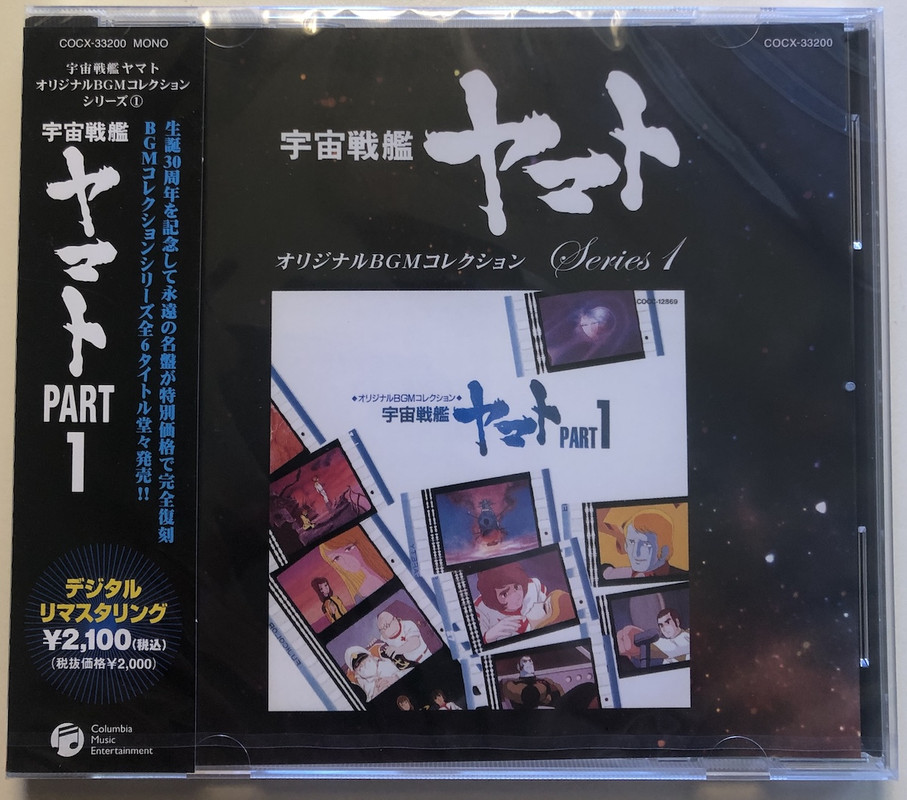 COCX-33200 MONO
宇宙戦艦ヤマト
オリジナルBGMコレクション
シリーズ①
宇宙戦艦
ヤマト
PART
1
生誕30周年を記念して永遠の名盤が特別価格で完全復刻
BGMコレクションシリーズ全6タイトル堂々発売!!
デジタル
リマスタリング
¥2,100(税込)
(税抜価格¥2,000)
Columbia
Music
Entertainment
COCX-33200
宇宙戦艦ヤマト
オリジナルBGMコレクション Series 1
COCC-12869
◆オリジナルBGMコレクション◆
宇宙戦艦ヤマト PART1